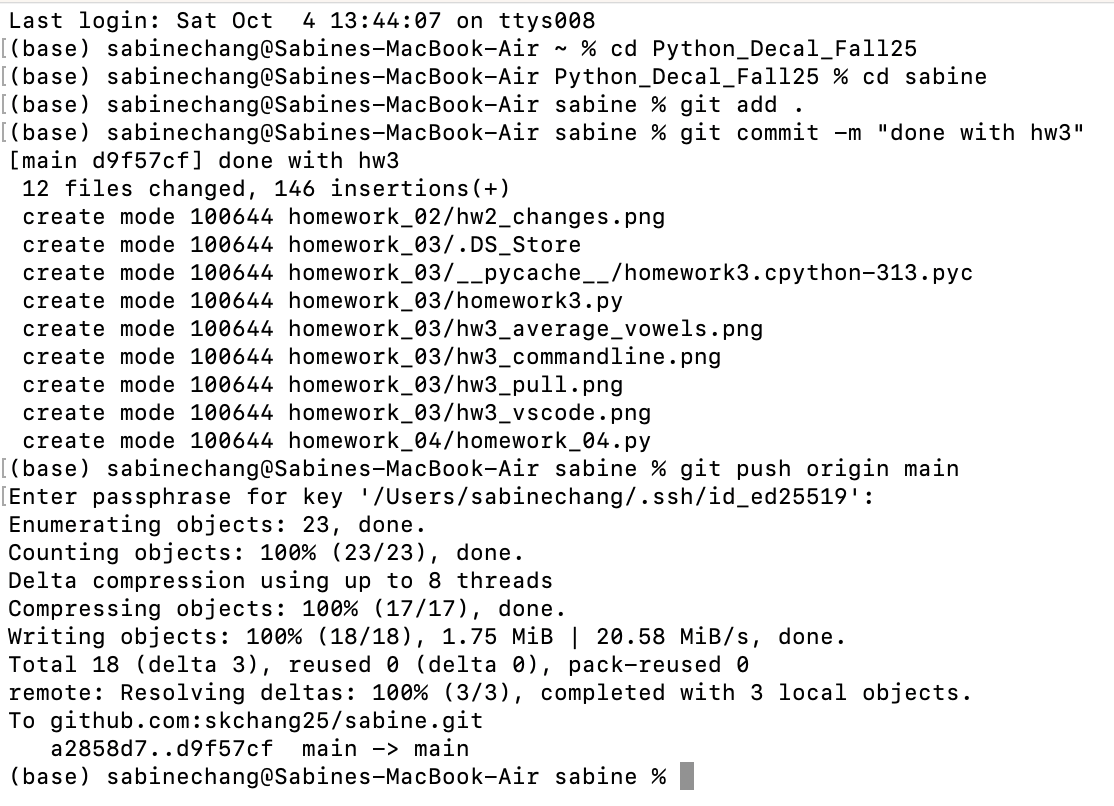 Last login: Sat Oct  4 13:44:07 on ttys008
[(base) sabinechang@Sabines-MacBook-Air ~ % cd Python_Decal_Fall25
[(base) sabinechang@Sabines-MacBook-Air Python_Decal_Fall25 % cd sabine
[(base) sabinechang@Sabines-MacBook-Air sabine % git add .
[(base) sabinechang@Sabines-MacBook-Air sabine % git commit -m "done with hw3"
[main d9f57cf] done with hw3
 12 files changed, 146 insertions(+)
 create mode 100644 homework_02/hw2_changes.png
 create mode 100644 homework_03/.DS_Store
 create mode 100644 homework_03/__pycache__/homework3.cpython-313.pyc
 create mode 100644 homework_03/homework3.py
 create mode 100644 homework_03/hw3_average_vowels.png
 create mode 100644 homework_03/hw3_commandline.png
 create mode 100644 homework_03/hw3_pull.png
 create mode 100644 homework_03/hw3_vscode.png
 create mode 100644 homework_04/homework_04.py
[(base) sabinechang@Sabines-MacBook-Air sabine % git push origin main
[Enter passphrase for key '/Users/sabinechang/.ssh/id_ed25519':
Enumerating objects: 23, done.
Counting objects: 100% (23/23), done.
Delta compression using up to 8 threads
Compressing objects: 100% (17/17), done.
Writing objects: 100% (18/18), 1.75 MiB | 20.58 MiB/s, done.
Total 18 (delta 3), reused 0 (delta 0), pack-reused 0
remote: Resolving deltas: 100% (3/3), completed with 3 local objects.
To github.com:skchang25/sabine.git
   a2858d7..d9f57cf  main -> main
(base) sabinechang@Sabines-MacBook-Air sabine %